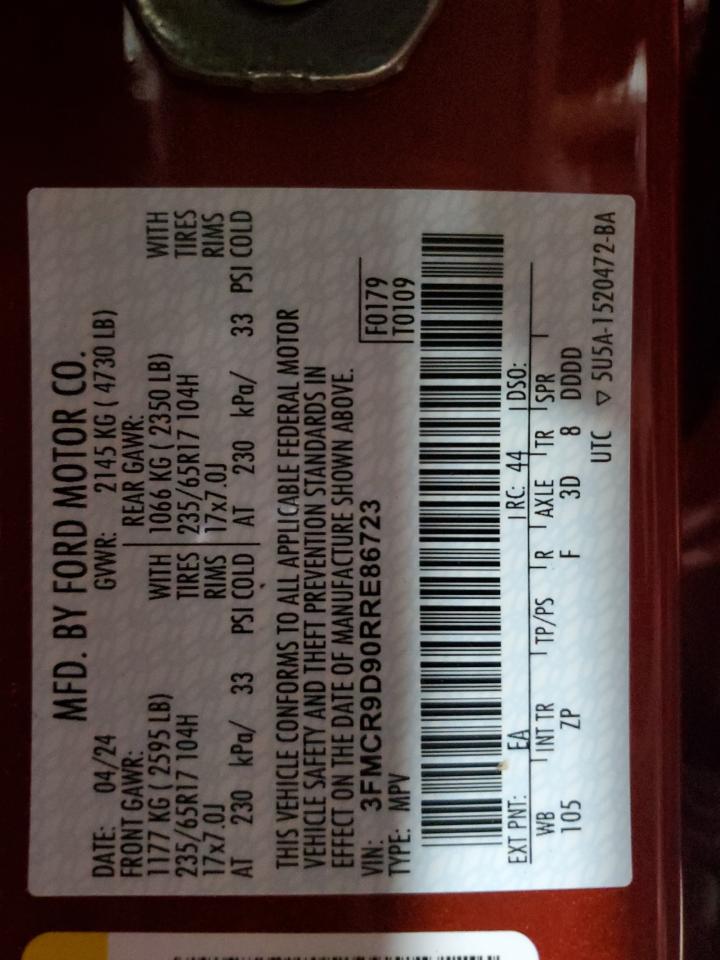 MFD. BY FORD MOTOR CO.
DATE: 04/24 GVWR: 2145 KG ( 4730 LB)
FRONT GAWR: REAR GAWR:
1177 KG ( 2595 LB) WITH 1066 KG ( 2350 LB) WITH
235/65R17 104H TIRES 235/65R17 104H TIRES
17x7.0J RIMS 17x7.0J RIMS
AT 230 kPa/ 33 PSI COLD AT 230 kPa/ 33 PSI COLD
THIS VEHICLE CONFORMS TO ALL APPLICABLE FEDERAL MOTOR
VEHICLE SAFETY AND THEFT PREVENTION STANDARDS IN
EFFECT ON THE DATE OF MANUFACTURE SHOWN ABOVE.
VIN: 3FMCR9D90RRE86723 F0179
TYPE: MPV T0109
EXT PNT: EA RC: 44 DSO:
WB INT TR TP/PS R AXLE TR SPR
105 ZP F 3D 8 DDDD
UTC ▽ 5U5A-1520472-BA